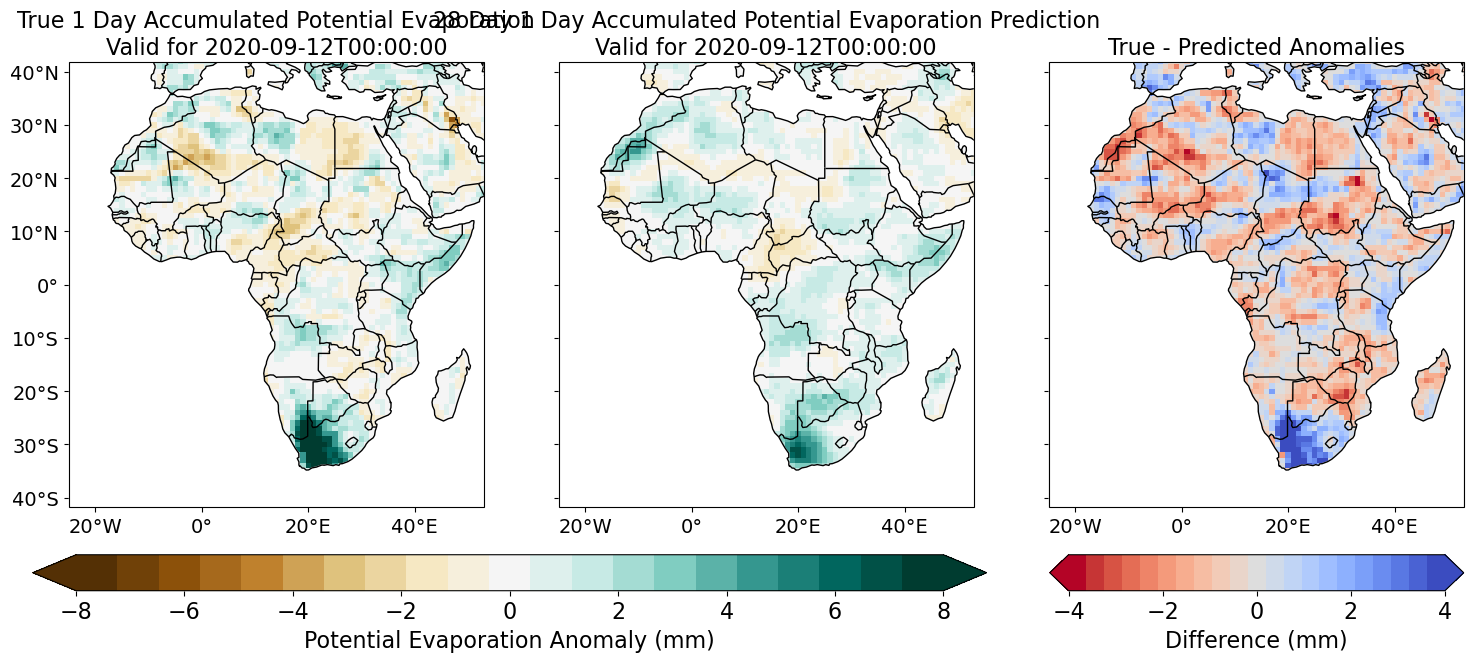 True 1 Day Accumulated Potential Evaporation
Valid for 2020-09-12T00:00:00
28 Day 1 Day Accumulated Potential Evaporation Prediction
Valid for 2020-09-12T00:00:00
True - Predicted Anomalies
40°N
30°N
20°N
10°N
0°
10°S
20°S
30°S
40°S
20°W 0° 20°E 40°E
20°W 0° 20°E 40°E
20°W 0° 20°E 40°E
−8 −6 −4 −2 0 2 4 6 8
Potential Evaporation Anomaly (mm)
−4 −2 0 2 4
Difference (mm)